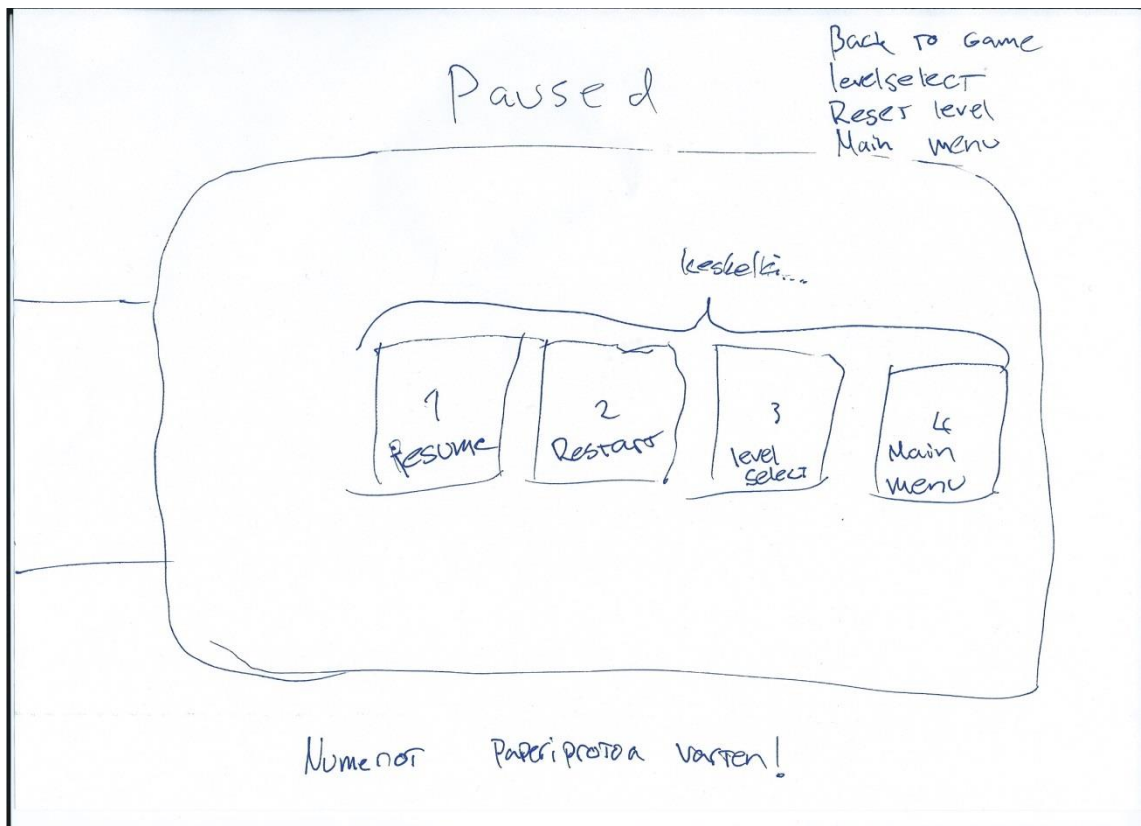 Paused
Back to Game
levelselect
Reset level
Main menu
keskelki....
1
Resume
2
Restart
3
level
select
4
Main
menu
Numerot Paperiprotoa varten!